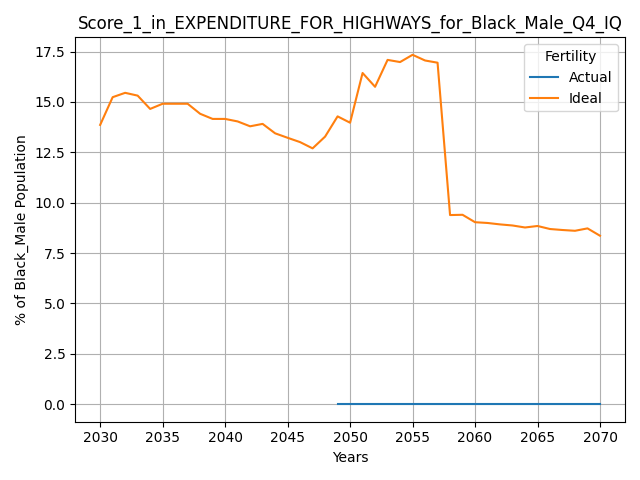 Score_1_in_EXPENDITURE_FOR_HIGHWAYS_for_Black_Male_Q4_IQ
17.5
15.0
12.5
10.0
7.5
5.0
2.5
0.0
% of Black_Male Population
Fertility
Actual
Ideal
2030 2035 2040 2045 2050 2055 2060 2065 2070
Years